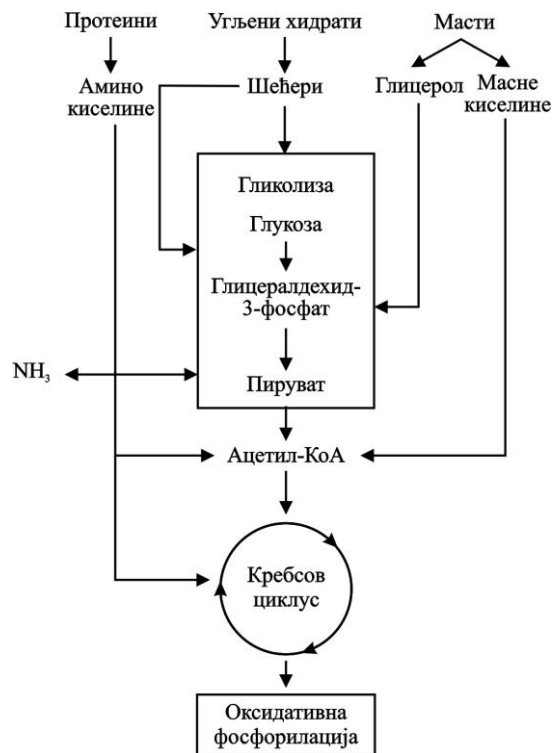 Протеини
Угљени хидрати
Масти
Амино
киселине
Шећери
Глицерол
Масне
киселине
Гликолиза
Глукоза
Глицералдехид-
3-фосфат
NH₃
Пируват
Ацетил-КоА
Кребсов
циклус
Оксидативна
фосфорилација